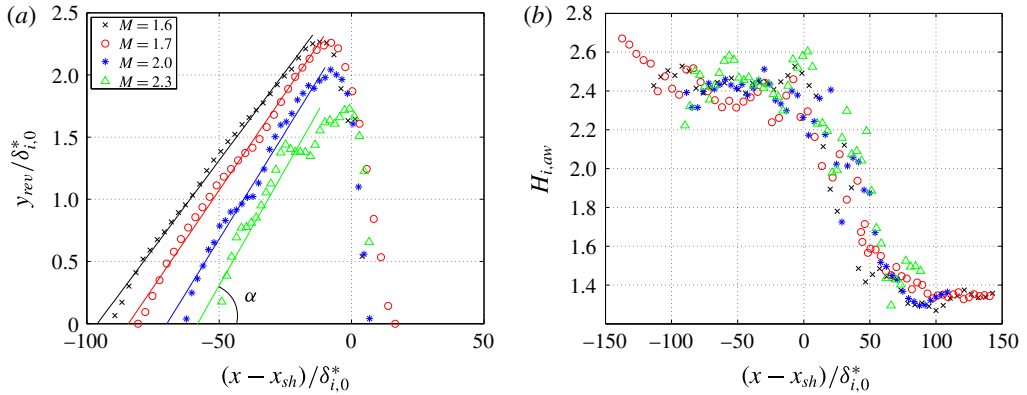 (a)
M = 1.6
M = 1.7
M = 2.0
M = 2.3
2.5
2.0
1.5
1.0
0.5
0
y_rev/δ*_i,0
α
−100 −50 0 50
(x − x_sh)/δ*_i,0
(b)
2.8
2.6
2.4
2.2
2.0
1.8
1.6
1.4
H_i,aw
−150 −100 −50 0 50 100 150
(x − x_sh)/δ*_i,0